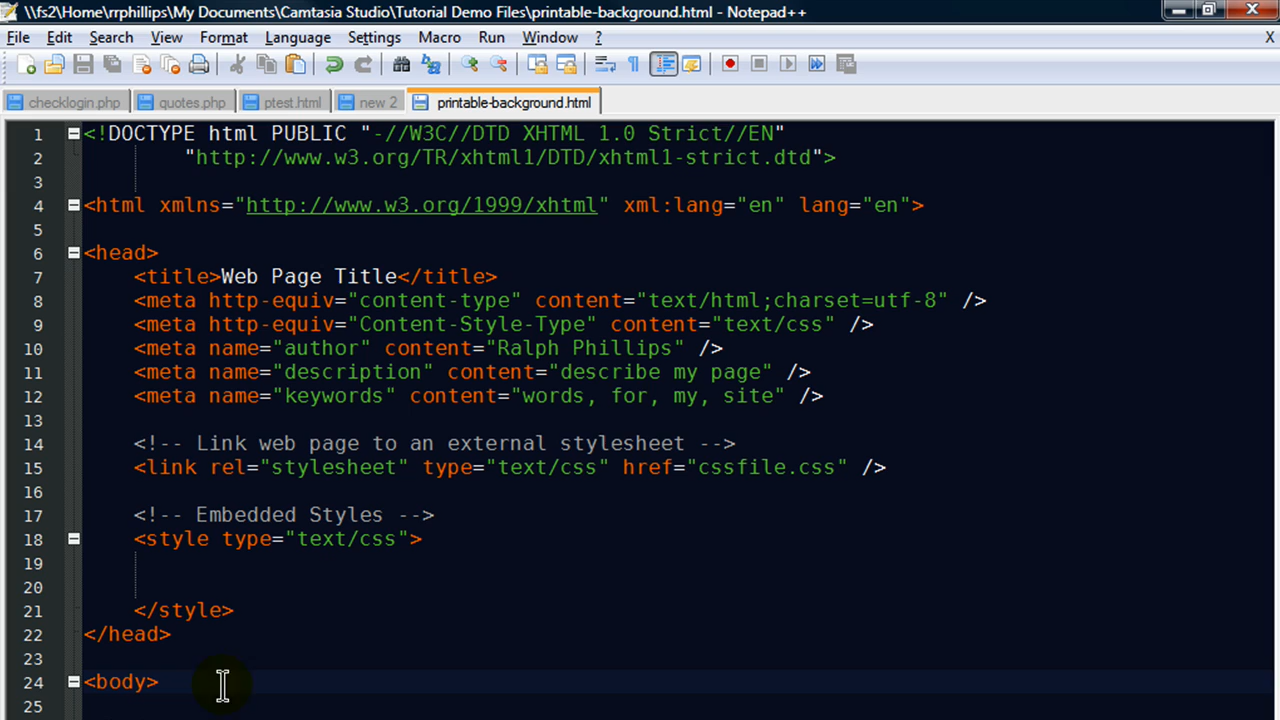 \\fs2\Home\rrphillips\My Documents\Camtasia Studio\Tutorial Demo Files\printable-background.html - Notepad++
File Edit Search View Format Language Settings Macro Run Window ? X
checklogin.php quotes.php ptest.html new 2 printable-background.html
1 <!DOCTYPE html PUBLIC "-//W3C//DTD XHTML 1.0 Strict//EN"
2 "http://www.w3.org/TR/xhtml1/DTD/xhtml1-strict.dtd">
3
4 <html xmlns="http://www.w3.org/1999/xhtml" xml:lang="en" lang="en">
5
6 <head>
7 <title>Web Page Title</title>
8 <meta http-equiv="content-type" content="text/html;charset=utf-8" />
9 <meta http-equiv="Content-Style-Type" content="text/css" />
10 <meta name="author" content="Ralph Phillips" />
11 <meta name="description" content="describe my page" />
12 <meta name="keywords" content="words, for, my, site" />
13
14 <!-- Link web page to an external stylesheet -->
15 <link rel="stylesheet" type="text/css" href="cssfile.css" />
16
17 <!-- Embedded Styles -->
18 <style type="text/css">
19
20
21 </style>
22 </head>
23
24 <body>
25